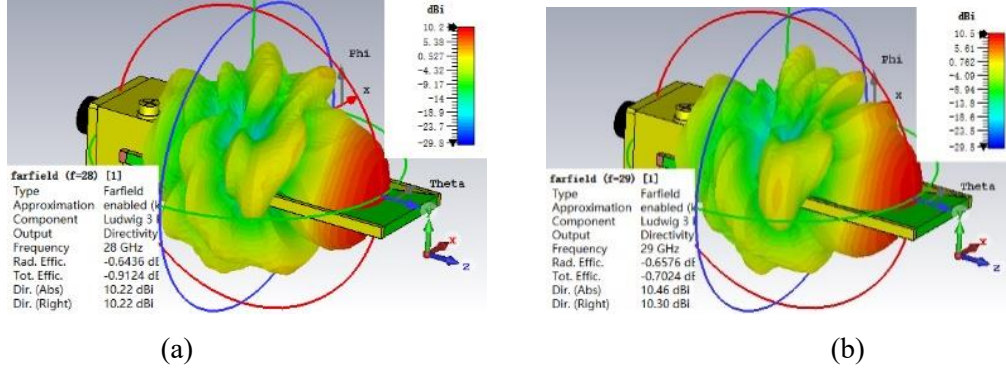 dBi
10.2
5.38
0.527
-4.32
-9.17
-14
-18.9
-23.7
-29.8
Phi
x
Theta
x
z
farfield (f=28) [1]
Type Farfield
Approximation enabled (k
Component Ludwig 3
Output Directivity
Frequency 28 GHz
Rad. Effic. -0.6436 dB
Tot. Effic. -0.9124 dB
Dir. (Abs) 10.22 dBi
Dir. (Right) 10.22 dBi
(a)
dBi
10.5
5.61
0.762
-4.09
-8.94
-13.8
-18.6
-23.5
-29.5
Phi
x
Theta
x
z
farfield (f=29) [1]
Type Farfield
Approximation enabled (k
Component Ludwig 3
Output Directivity
Frequency 29 GHz
Rad. Effic. -0.6576 dB
Tot. Effic. -0.7024 dB
Dir. (Abs) 10.46 dBi
Dir. (Right) 10.30 dBi
(b)